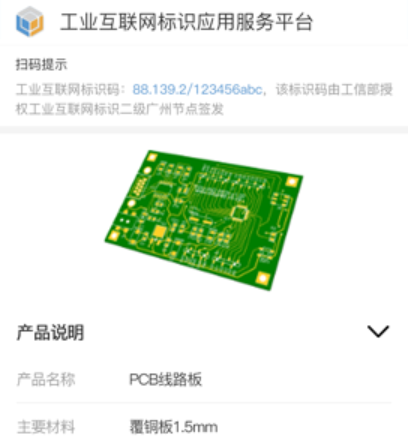 工业互联网标识应用服务平台
扫码提示
工业互联网标识码：88.139.2/123456abc，该标识码由工信部授
权工业互联网标识二级广州节点签发
产品说明
产品名称 PCB线路板
主要材料 覆铜板1.5mm